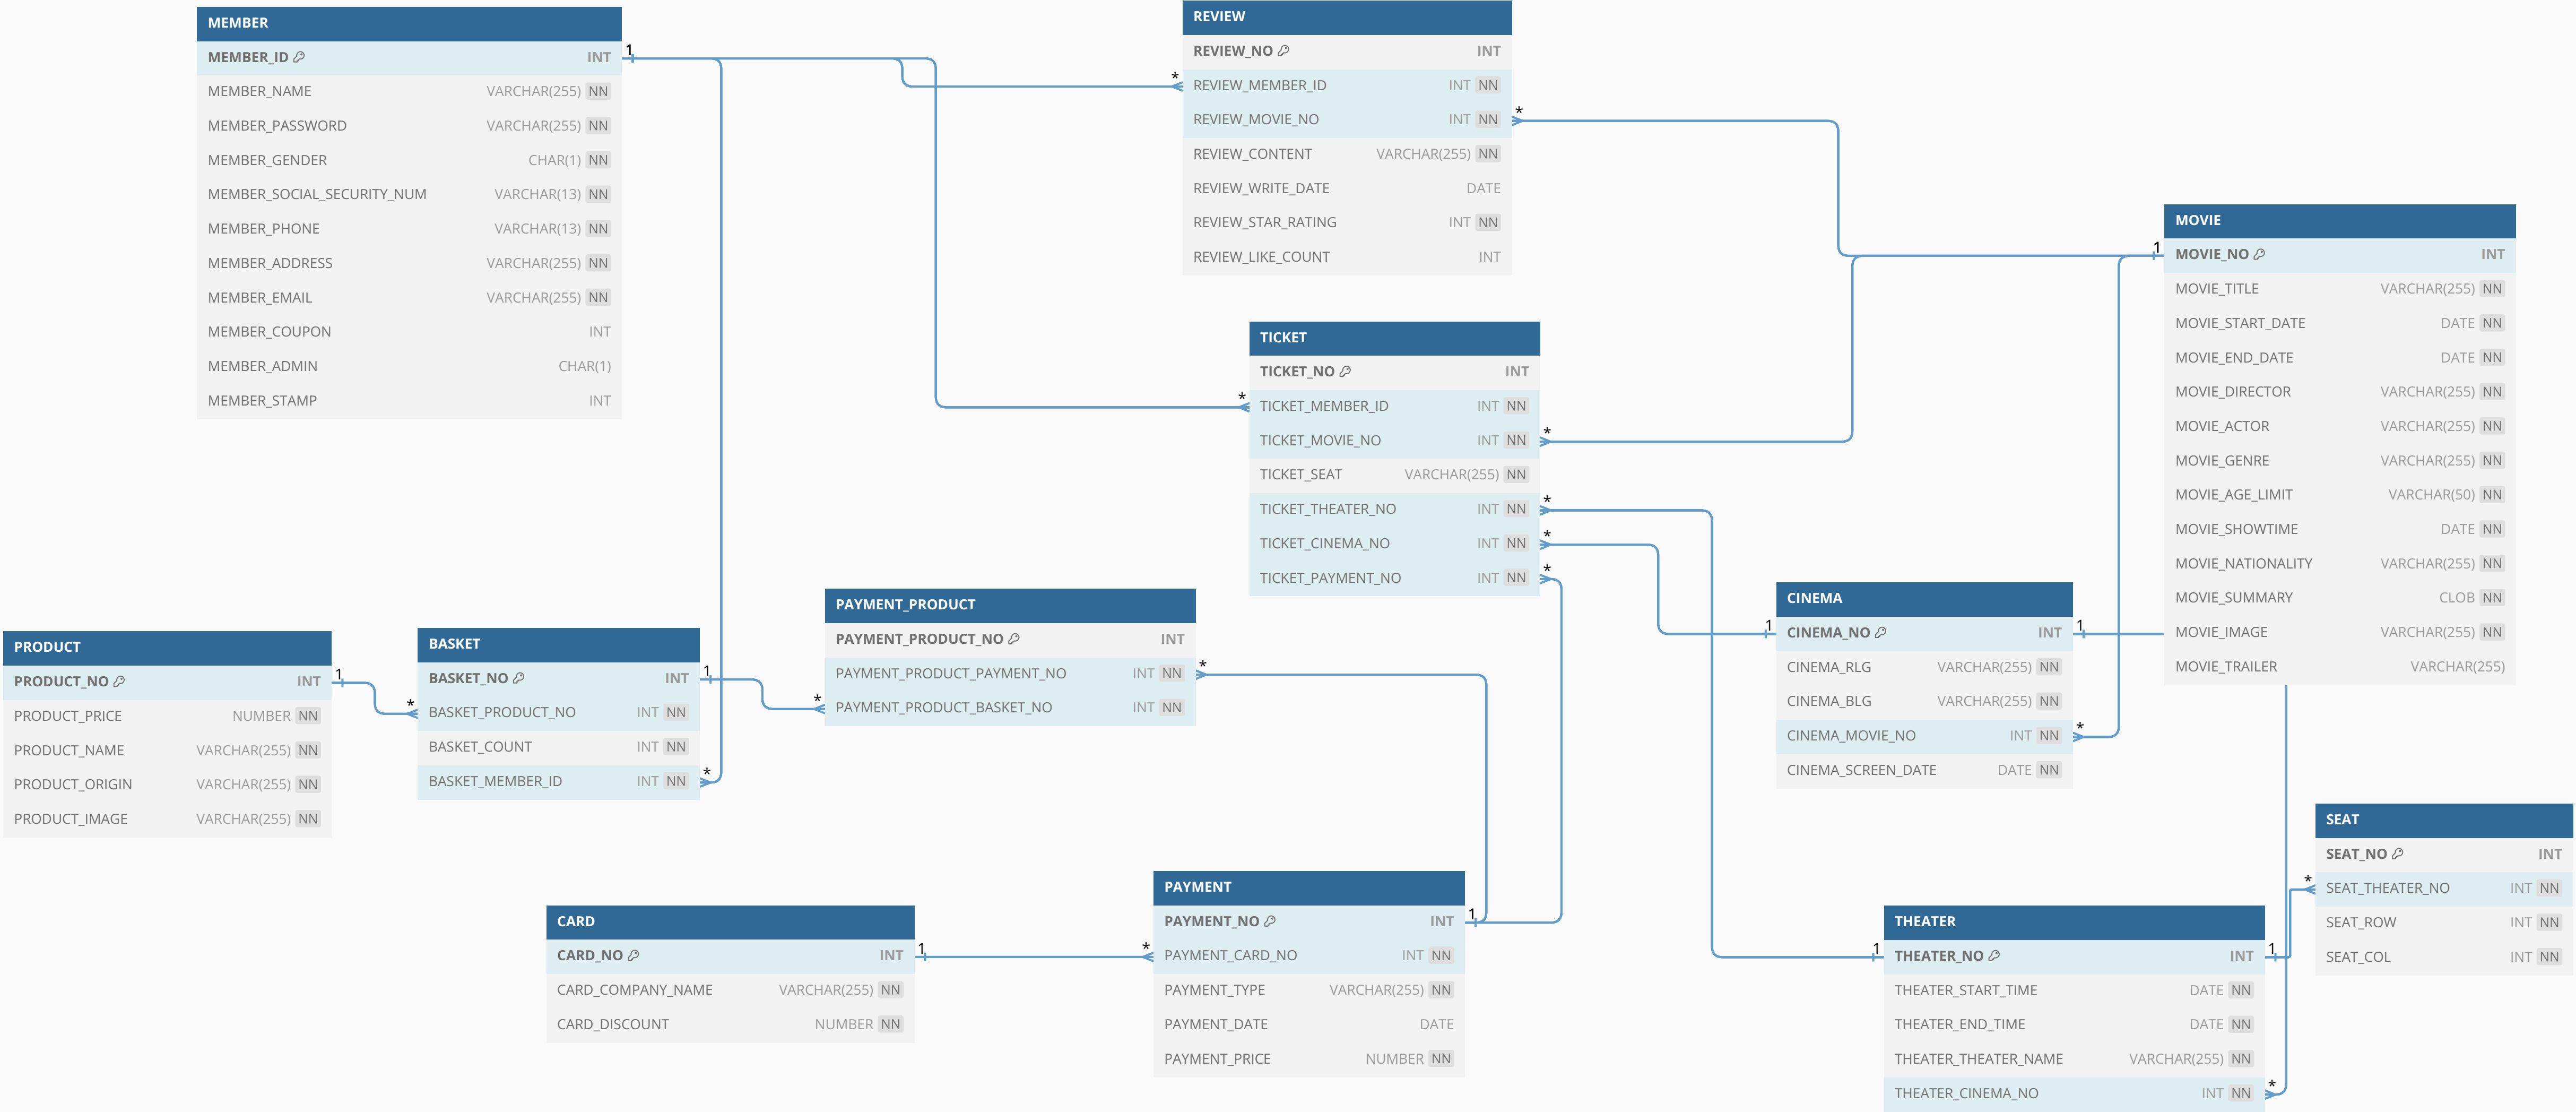 MEMBER
MEMBER_ID INT
MEMBER_NAME VARCHAR(255) NN
MEMBER_PASSWORD VARCHAR(255) NN
MEMBER_GENDER CHAR(1) NN
MEMBER_SOCIAL_SECURITY_NUM VARCHAR(13) NN
MEMBER_PHONE VARCHAR(13) NN
MEMBER_ADDRESS VARCHAR(255) NN
MEMBER_EMAIL VARCHAR(255) NN
MEMBER_COUPON INT
MEMBER_ADMIN CHAR(1)
MEMBER_STAMP INT
1
*
REVIEW
REVIEW_NO INT
REVIEW_MEMBER_ID INT NN
REVIEW_MOVIE_NO INT NN
REVIEW_CONTENT VARCHAR(255) NN
REVIEW_WRITE_DATE DATE
REVIEW_STAR_RATING INT NN
REVIEW_LIKE_COUNT INT
*
1
MOVIE
MOVIE_NO INT
MOVIE_TITLE VARCHAR(255) NN
MOVIE_START_DATE DATE NN
MOVIE_END_DATE DATE NN
MOVIE_DIRECTOR VARCHAR(255) NN
MOVIE_ACTOR VARCHAR(255) NN
MOVIE_GENRE VARCHAR(255) NN
MOVIE_AGE_LIMIT VARCHAR(50) NN
MOVIE_SHOWTIME DATE NN
MOVIE_NATIONALITY VARCHAR(255) NN
MOVIE_SUMMARY CLOB NN
MOVIE_IMAGE VARCHAR(255) NN
MOVIE_TRAILER VARCHAR(255)
*
TICKET
TICKET_NO INT
TICKET_MEMBER_ID INT NN
TICKET_MOVIE_NO INT NN
TICKET_SEAT VARCHAR(255) NN
TICKET_THEATER_NO INT NN
TICKET_CINEMA_NO INT NN
TICKET_PAYMENT_NO INT NN
*
*
*
*
1
CINEMA
CINEMA_NO INT
CINEMA_RLG VARCHAR(255) NN
CINEMA_BLG VARCHAR(255) NN
CINEMA_MOVIE_NO INT NN
CINEMA_SCREEN_DATE DATE NN
1
*
PRODUCT
PRODUCT_NO INT
PRODUCT_PRICE NUMBER NN
PRODUCT_NAME VARCHAR(255) NN
PRODUCT_ORIGIN VARCHAR(255) NN
PRODUCT_IMAGE VARCHAR(255) NN
1
*
BASKET
BASKET_NO INT
BASKET_PRODUCT_NO INT NN
BASKET_COUNT INT NN
BASKET_MEMBER_ID INT NN
1
*
*
PAYMENT_PRODUCT
PAYMENT_PRODUCT_NO INT
PAYMENT_PRODUCT_PAYMENT_NO INT NN
PAYMENT_PRODUCT_BASKET_NO INT NN
*
CARD
CARD_NO INT
CARD_COMPANY_NAME VARCHAR(255) NN
CARD_DISCOUNT NUMBER NN
1
*
PAYMENT
PAYMENT_NO INT
PAYMENT_CARD_NO INT NN
PAYMENT_TYPE VARCHAR(255) NN
PAYMENT_DATE DATE
PAYMENT_PRICE NUMBER NN
1
1
THEATER
THEATER_NO INT
THEATER_START_TIME DATE NN
THEATER_END_TIME DATE NN
THEATER_THEATER_NAME VARCHAR(255) NN
THEATER_CINEMA_NO INT NN
1
*
*
SEAT
SEAT_NO INT
SEAT_THEATER_NO INT NN
SEAT_ROW INT NN
SEAT_COL INT NN